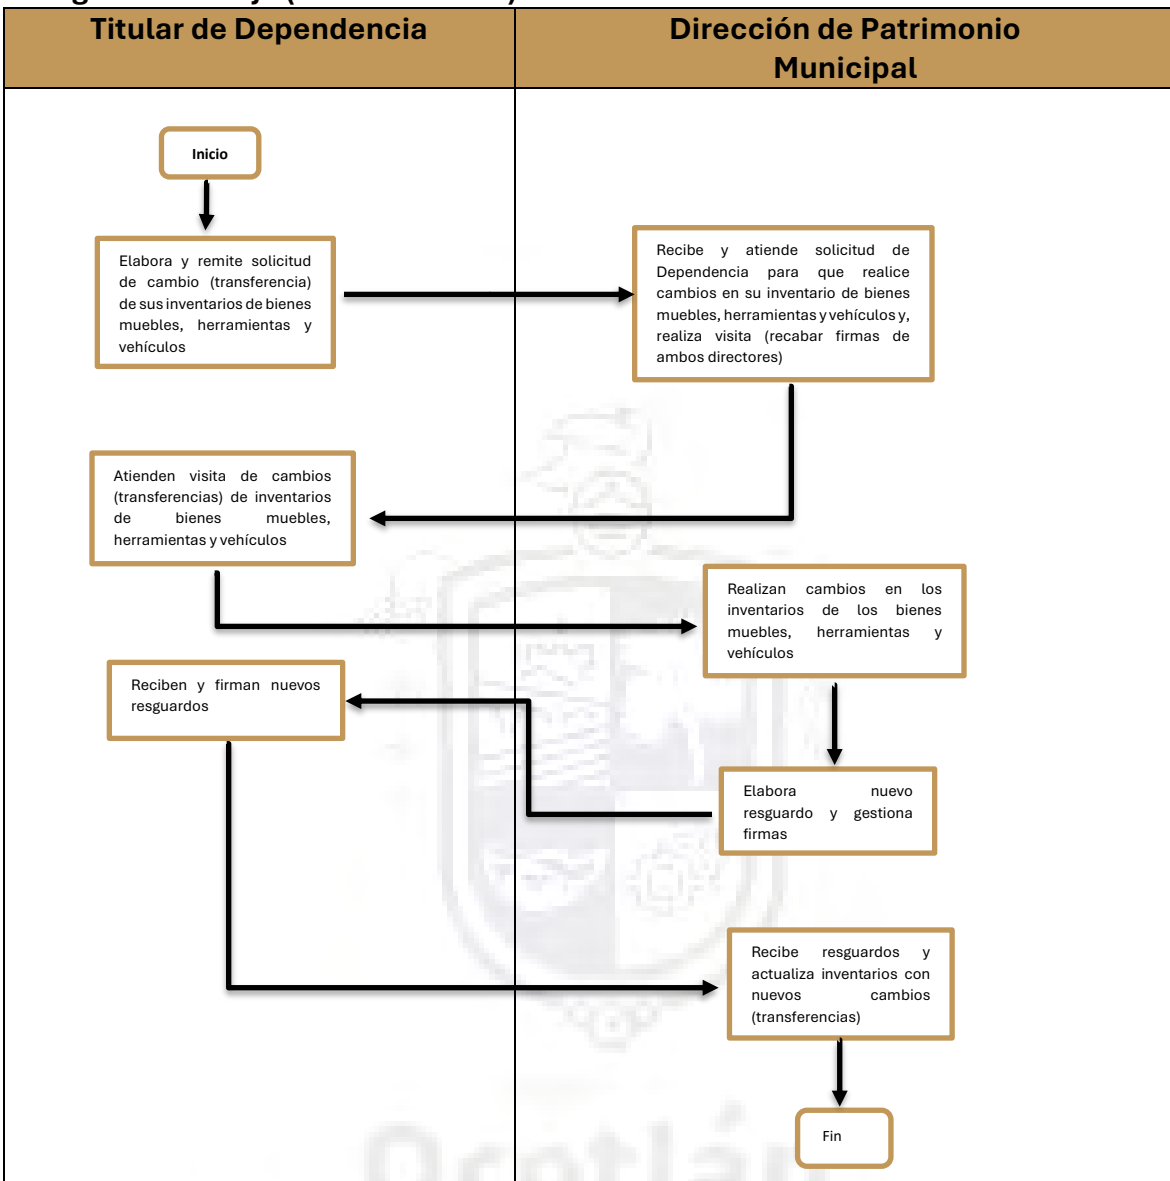 Titular de Dependencia
Dirección de Patrimonio
Municipal
Inicio
Elabora y remite solicitud
de cambio (transferencia)
de sus inventarios de bienes
muebles, herramientas y
vehículos
Recibe y atiende solicitud de
Dependencia para que realice
cambios en su inventario de bienes
muebles, herramientas y vehículos y,
realiza visita (recabar firmas de
ambos directores)
Atienden visita de cambios
(transferencias) de inventarios
de bienes muebles,
herramientas y vehículos
Realizan cambios en los
inventarios de los bienes
muebles, herramientas y
vehículos
Reciben y firman nuevos
resguardos
Elabora nuevo
resguardo y gestiona
firmas
Recibe resguardos y
actualiza inventarios con
nuevos cambios
(transferencias)
Fin
Ocotlán